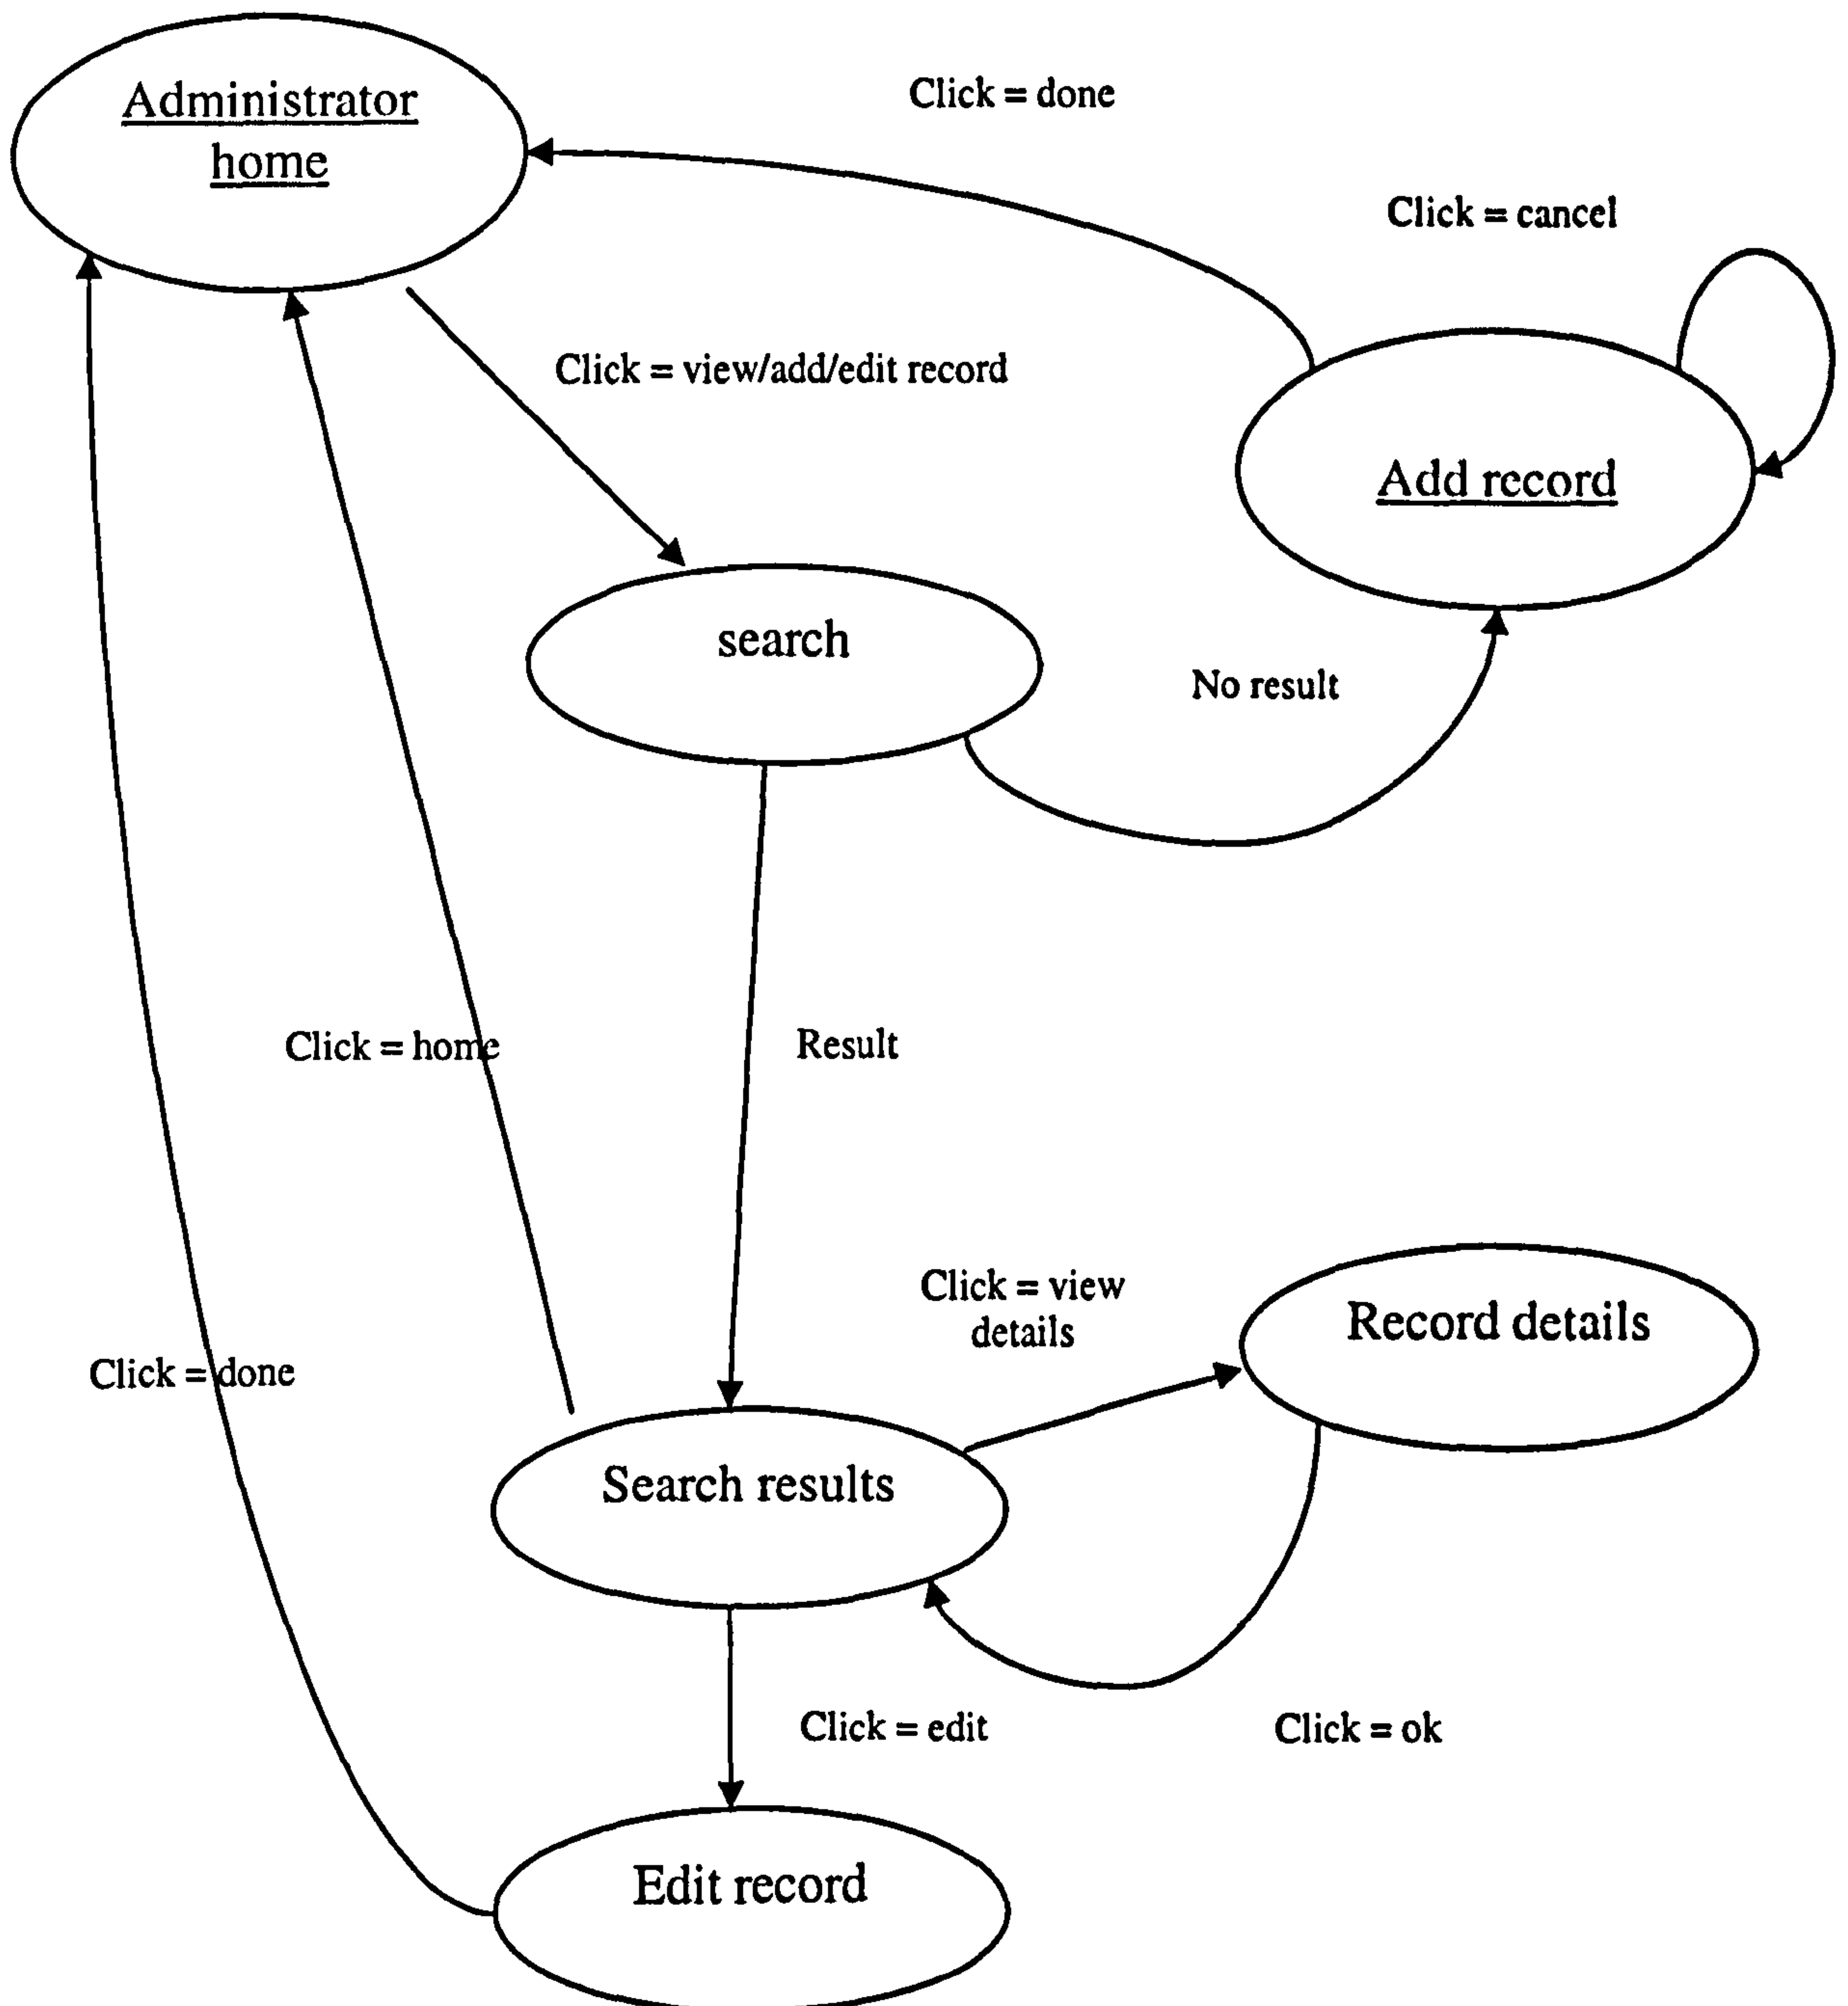 Administrator
home
Click = done
Click = cancel
Click = view/add/edit record
Add record
search
No result
Click = home
Result
Click = view
details
Record details
Click = done
Search results
Click = edit
Click = ok
Edit record